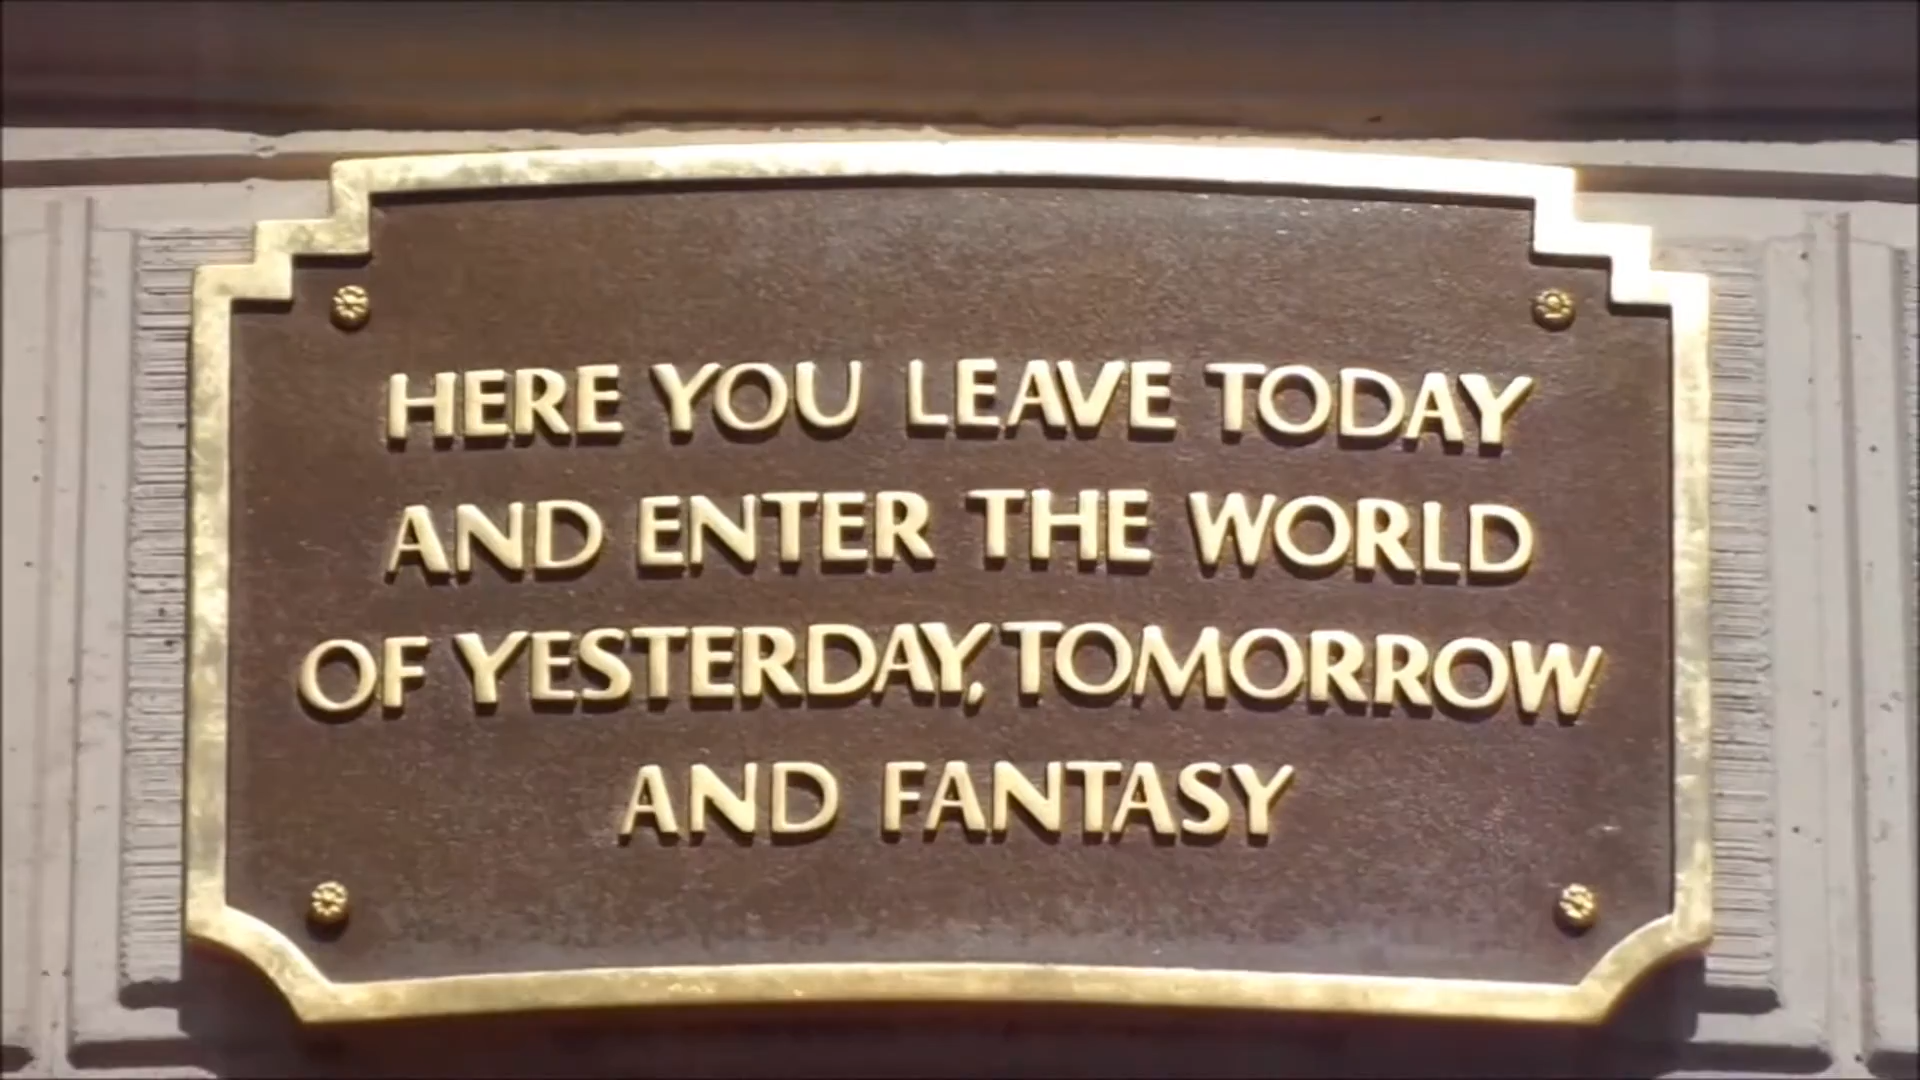 HERE YOU LEAVE TODAY
AND ENTER THE WORLD
OF YESTERDAY, TOMORROW
AND FANTASY